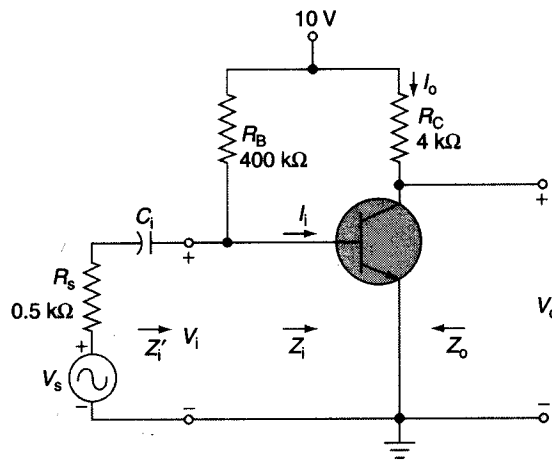 10 V
I_o
R_B
400 kΩ
R_C
4 kΩ
C_i
I_i
+
+
R_s
0.5 kΩ
Z_i′
V_i
Z_i
Z_o
+
V_s
−
−
−